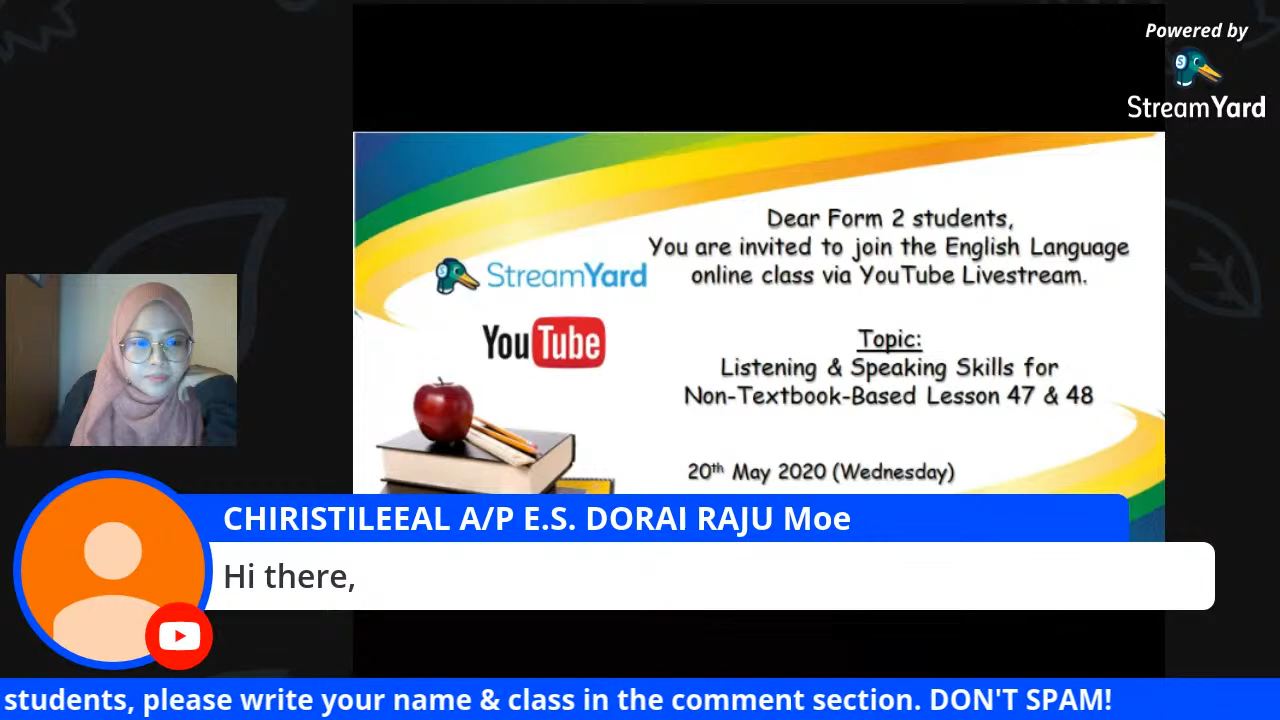 Powered by
StreamYard
Dear Form 2 students,
You are invited to join the English Language
online class via YouTube Livestream.
StreamYard
YouTube
Topic:
Listening & Speaking Skills for
Non-Textbook-Based Lesson 47 & 48
20th May 2020 (Wednesday)
CHIRISTILEEAL A/P E.S. DORAI RAJU Moe
Hi there,
students, please write your name & class in the comment section. DON'T SPAM!